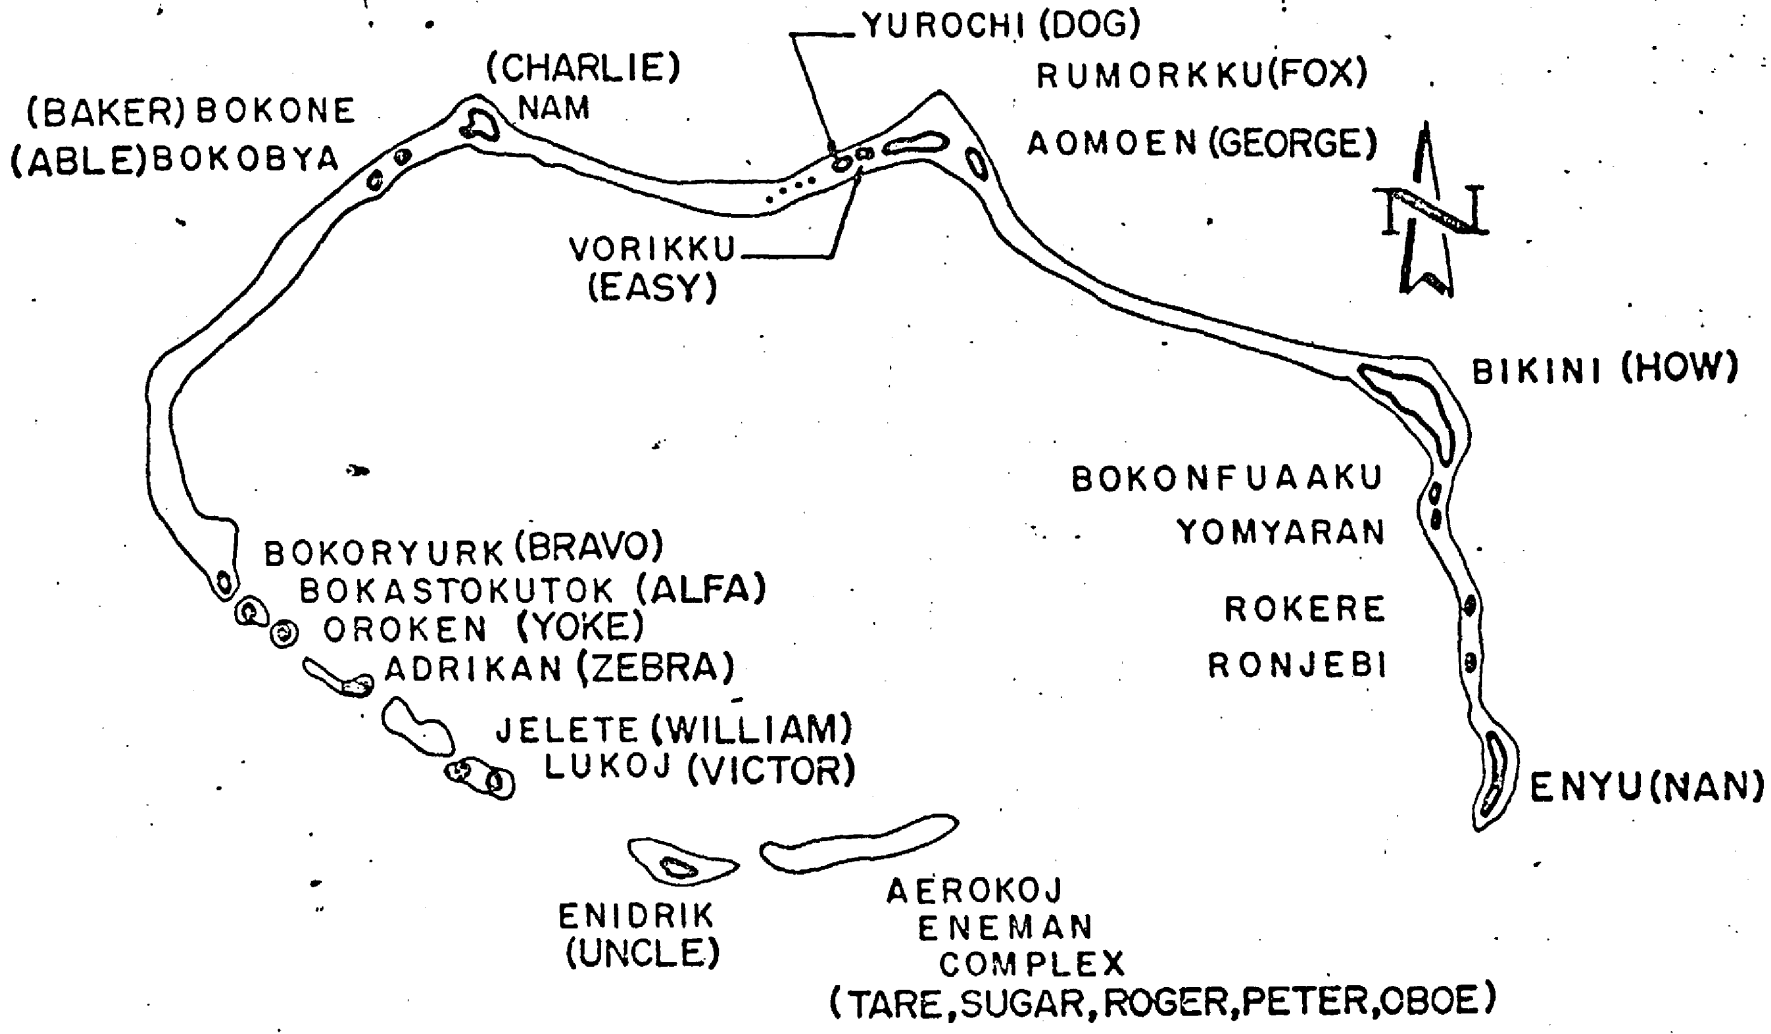 YUROCHI (DOG)
(CHARLIE)
NAM
RUMORKKU(FOX)
(BAKER) BOKONE
(ABLE)BOKOBYA
AOMOEN (GEORGE)
N
VORIKKU
(EASY)
BIKINI (HOW)
BOKONFUAAKU
YOMYARAN
BOKORYURK (BRAVO)
BOKASTOKUTOK (ALFA)
OROKEN (YOKE)
ADRIKAN (ZEBRA)
ROKERE
RONJEBI
JELETE (WILLIAM)
LUKOJ (VICTOR)
ENYU(NAN)
ENIDRIK
(UNCLE)
AEROKOJ
ENEMAN
COMPLEX
(TARE,SUGAR,ROGER,PETER,OBOE)